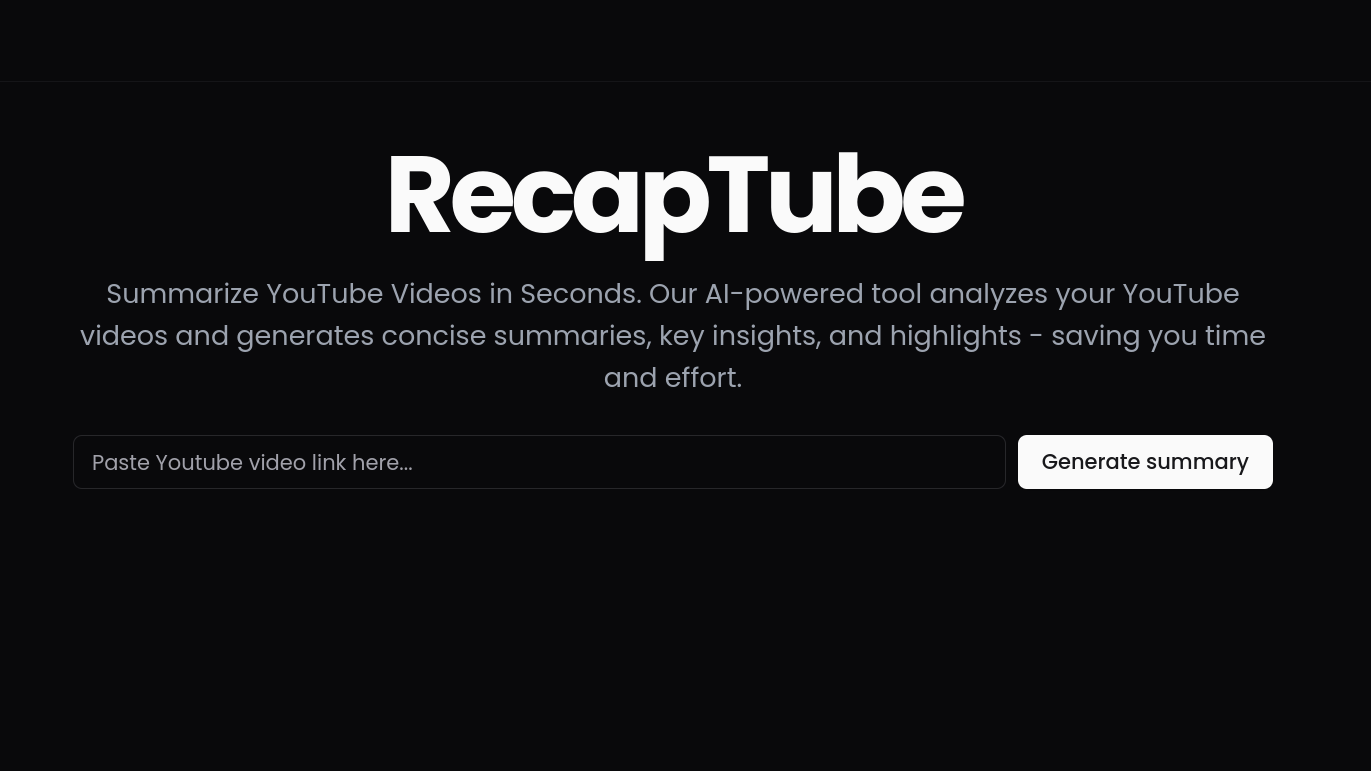 RecapTube
Summarize YouTube Videos in Seconds. Our AI-powered tool analyzes your YouTube
videos and generates concise summaries, key insights, and highlights - saving you time
and effort.
Paste Youtube video link here...
Generate summary